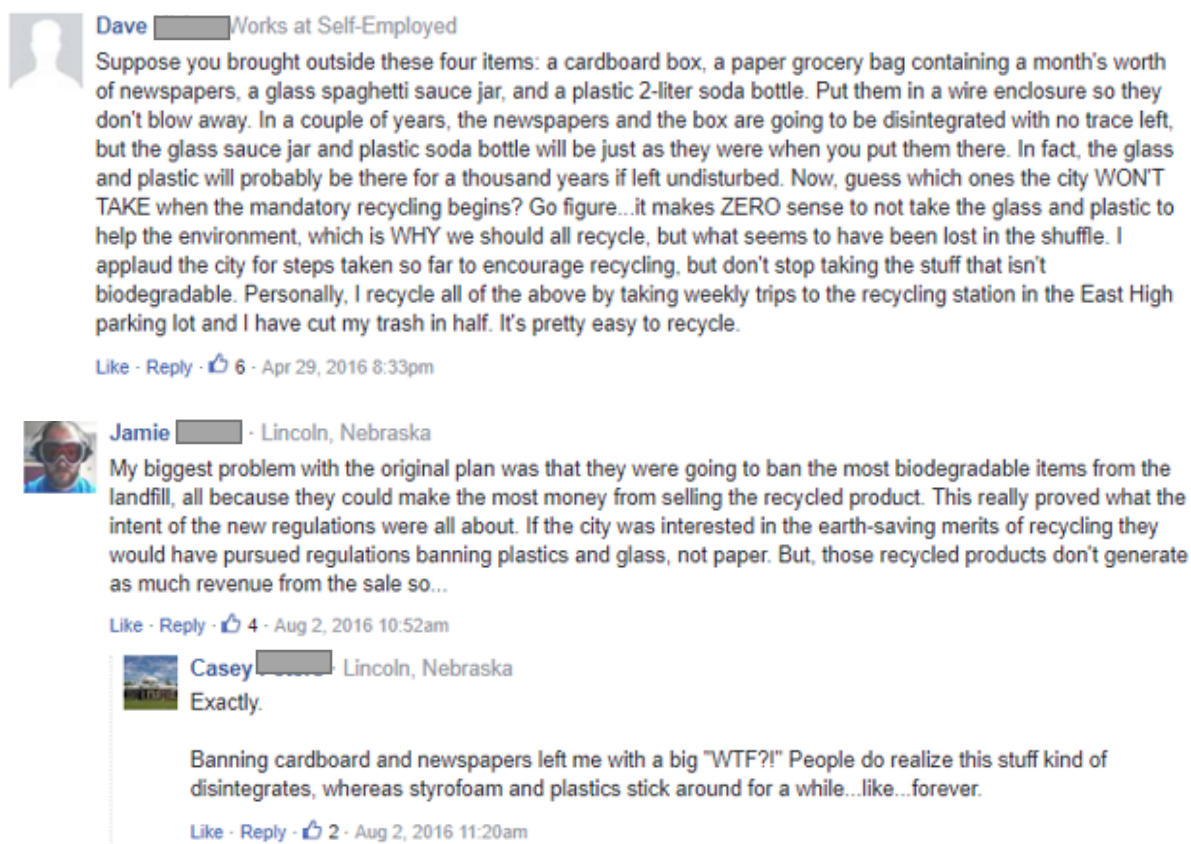 Dave Works at Self-Employed
Suppose you brought outside these four items: a cardboard box, a paper grocery bag containing a month's worth
of newspapers, a glass spaghetti sauce jar, and a plastic 2-liter soda bottle. Put them in a wire enclosure so they
don't blow away. In a couple of years, the newspapers and the box are going to be disintegrated with no trace left,
but the glass sauce jar and plastic soda bottle will be just as they were when you put them there. In fact, the glass
and plastic will probably be there for a thousand years if left undisturbed. Now, guess which ones the city WON'T
TAKE when the mandatory recycling begins? Go figure...it makes ZERO sense to not take the glass and plastic to
help the environment, which is WHY we should all recycle, but what seems to have been lost in the shuffle. I
applaud the city for steps taken so far to encourage recycling, but don't stop taking the stuff that isn't
biodegradable. Personally, I recycle all of the above by taking weekly trips to the recycling station in the East High
parking lot and I have cut my trash in half. It's pretty easy to recycle.
Like · Reply · 6 · Apr 29, 2016 8:33pm
Jamie · Lincoln, Nebraska
My biggest problem with the original plan was that they were going to ban the most biodegradable items from the
landfill, all because they could make the most money from selling the recycled product. This really proved what the
intent of the new regulations were all about. If the city was interested in the earth-saving merits of recycling they
would have pursued regulations banning plastics and glass, not paper. But, those recycled products don't generate
as much revenue from the sale so...
Like · Reply · 4 · Aug 2, 2016 10:52am
Casey · Lincoln, Nebraska
Exactly.
Banning cardboard and newspapers left me with a big "WTF?!" People do realize this stuff kind of
disintegrates, whereas styrofoam and plastics stick around for a while...like...forever.
Like · Reply · 2 · Aug 2, 2016 11:20am